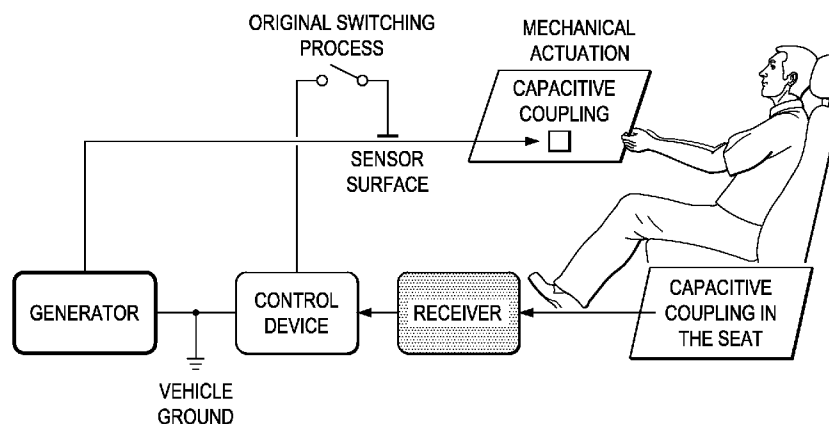 ORIGINAL SWITCHING
PROCESS
MECHANICAL
ACTUATION
CAPACITIVE
COUPLING
SENSOR
SURFACE
GENERATOR
CONTROL
DEVICE
RECEIVER
CAPACITIVE
COUPLING IN
THE SEAT
VEHICLE
GROUND